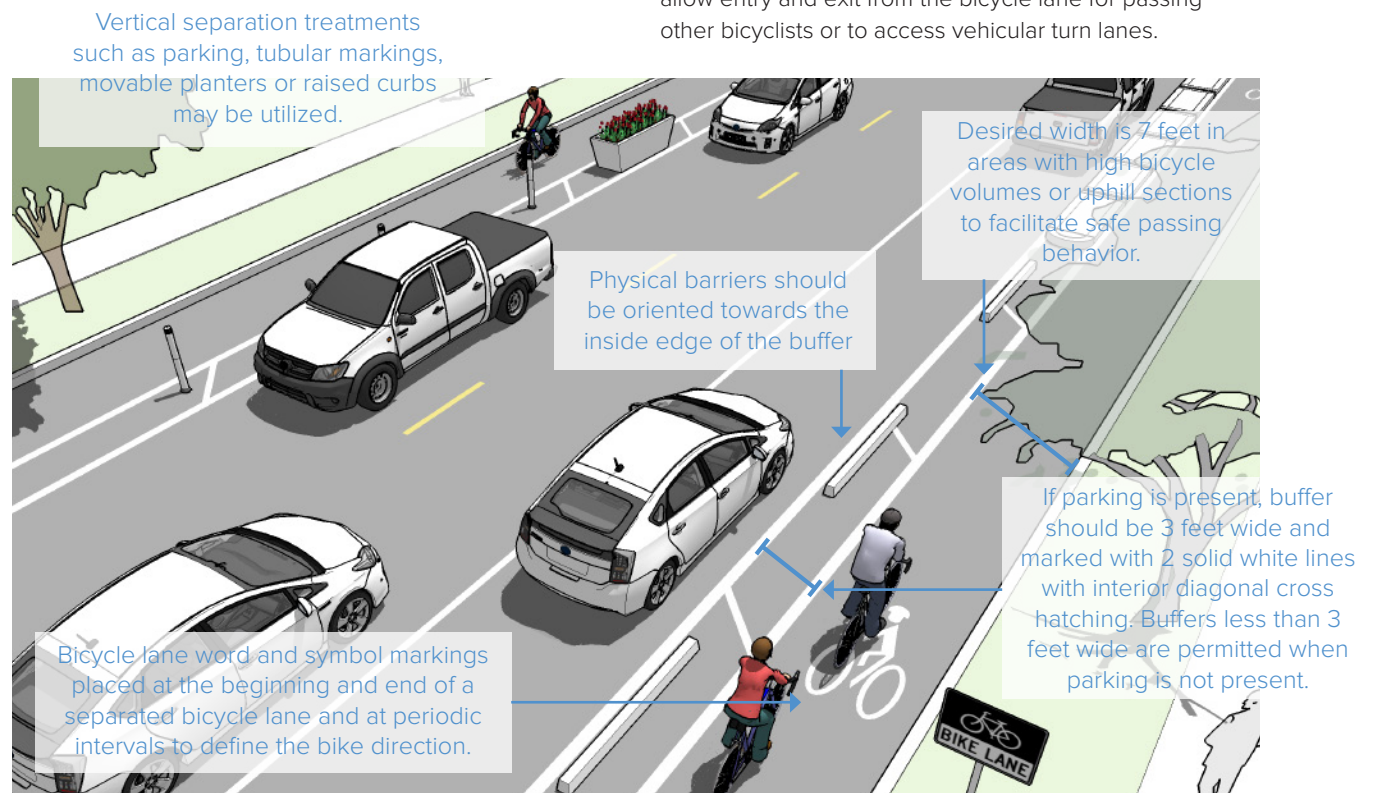 allow entry and exit from the bicycle lane for passing
other bicyclists or to access vehicular turn lanes.
Vertical separation treatments
such as parking, tubular markings,
movable planters or raised curbs
may be utilized.
Desired width is 7 feet in
areas with high bicycle
volumes or uphill sections
to facilitate safe passing
behavior.
Physical barriers should
be oriented towards the
inside edge of the buffer
If parking is present, buffer
should be 3 feet wide and
marked with 2 solid white lines
with interior diagonal cross
hatching. Buffers less than 3
feet wide are permitted when
parking is not present.
Bicycle lane word and symbol markings
placed at the beginning and end of a
separated bicycle lane and at periodic
intervals to define the bike direction.
BIKE LANE